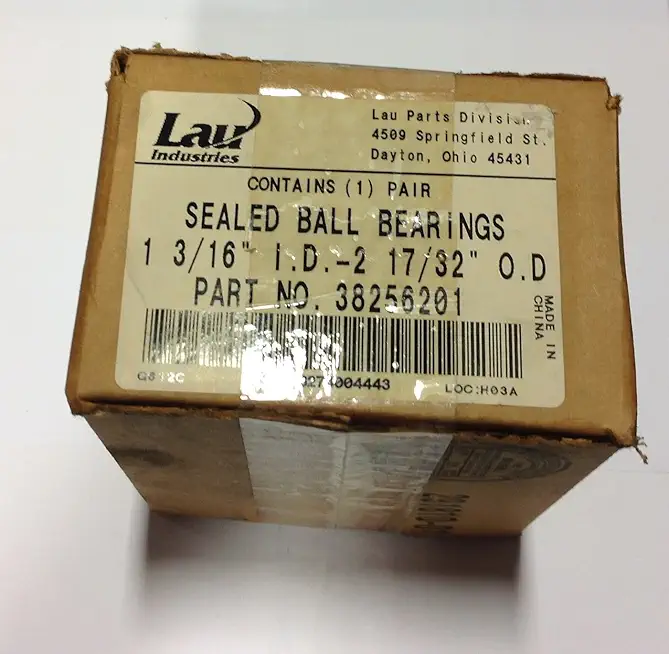 Lau
Industries
Lau Parts Division
4509 Springfield St.
Dayton, Ohio 45431
CONTAINS (1) PAIR
SEALED BALL BEARINGS
1 3/16" I.D.-2 17/32" O.D
PART NO. 38256201
MADE IN
CHINA
LOC:H03A